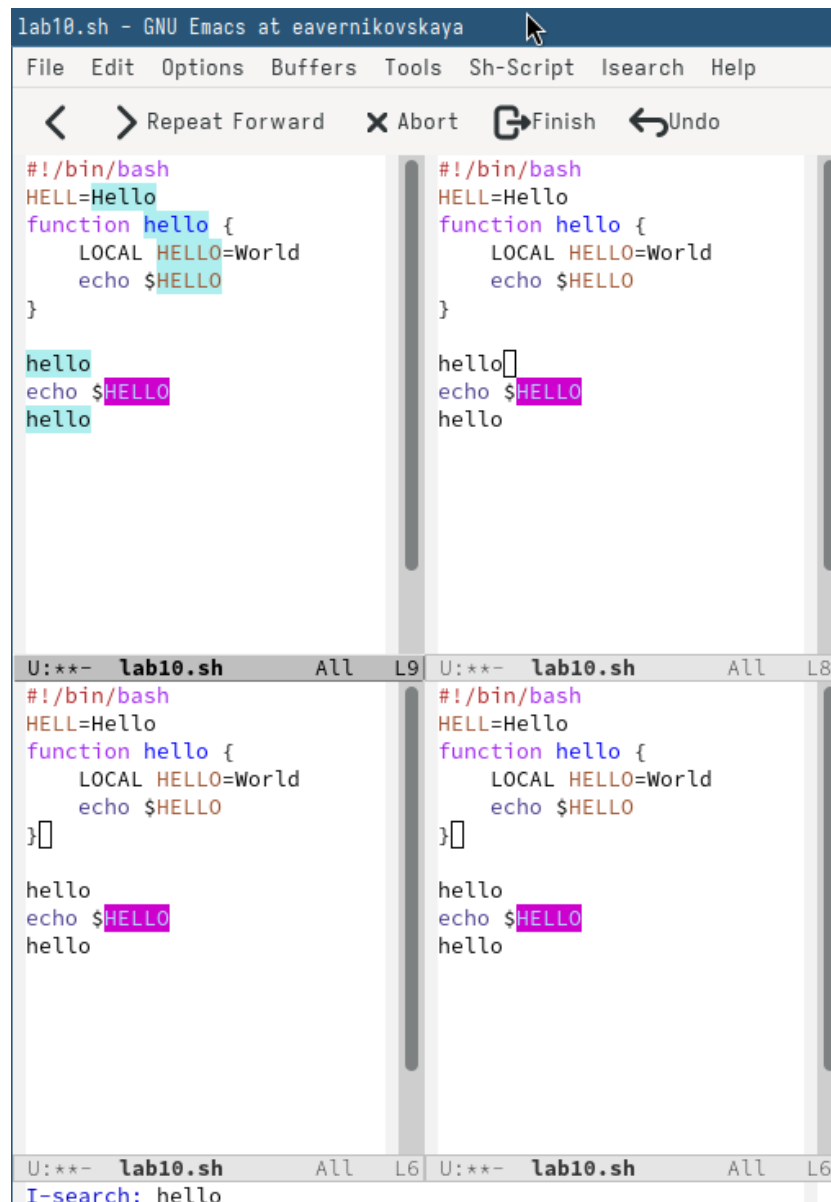 lab10.sh – GNU Emacs at eavernikovskaya
File Edit Options Buffers Tools Sh-Script Isearch Help
Repeat Forward Abort Finish Undo
#!/bin/bash
HELL=Hello
function hello {
    LOCAL HELLO=World
    echo $HELLO
}
hello
echo $HELLO
hello
U:**- lab10.sh All L9
#!/bin/bash
HELL=Hello
function hello {
    LOCAL HELLO=World
    echo $HELLO
}
hello
echo $HELLO
hello
U:**- lab10.sh All L8
#!/bin/bash
HELL=Hello
function hello {
    LOCAL HELLO=World
    echo $HELLO
}
hello
echo $HELLO
hello
U:**- lab10.sh All L6
#!/bin/bash
HELL=Hello
function hello {
    LOCAL HELLO=World
    echo $HELLO
}
hello
echo $HELLO
hello
U:**- lab10.sh All L6
I-search: hello